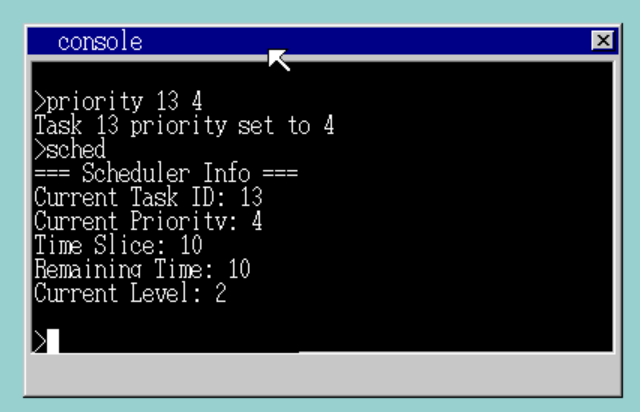 console
>priority 13 4
Task 13 priority set to 4
>sched
=== Scheduler Info ===
Current Task ID: 13
Current Priority: 4
Time Slice: 10
Remaining Time: 10
Current Level: 2
>